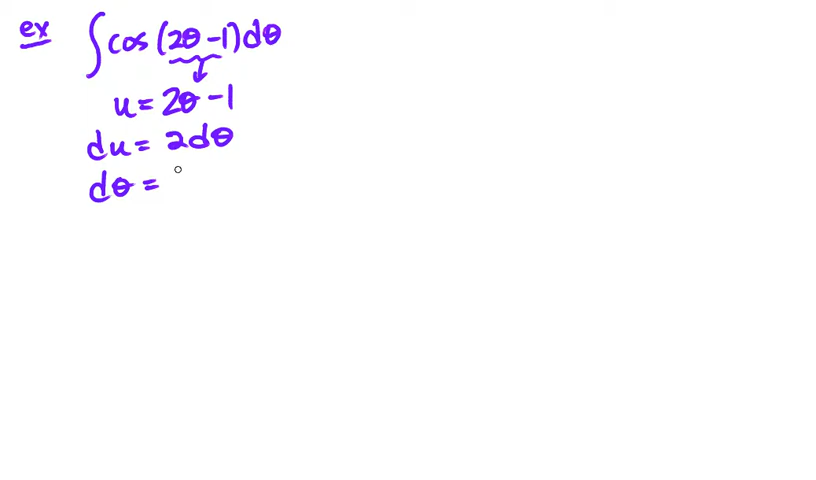 ex ∫ cos (2θ - 1) dθ
u = 2θ - 1
du = 2dθ
dθ =